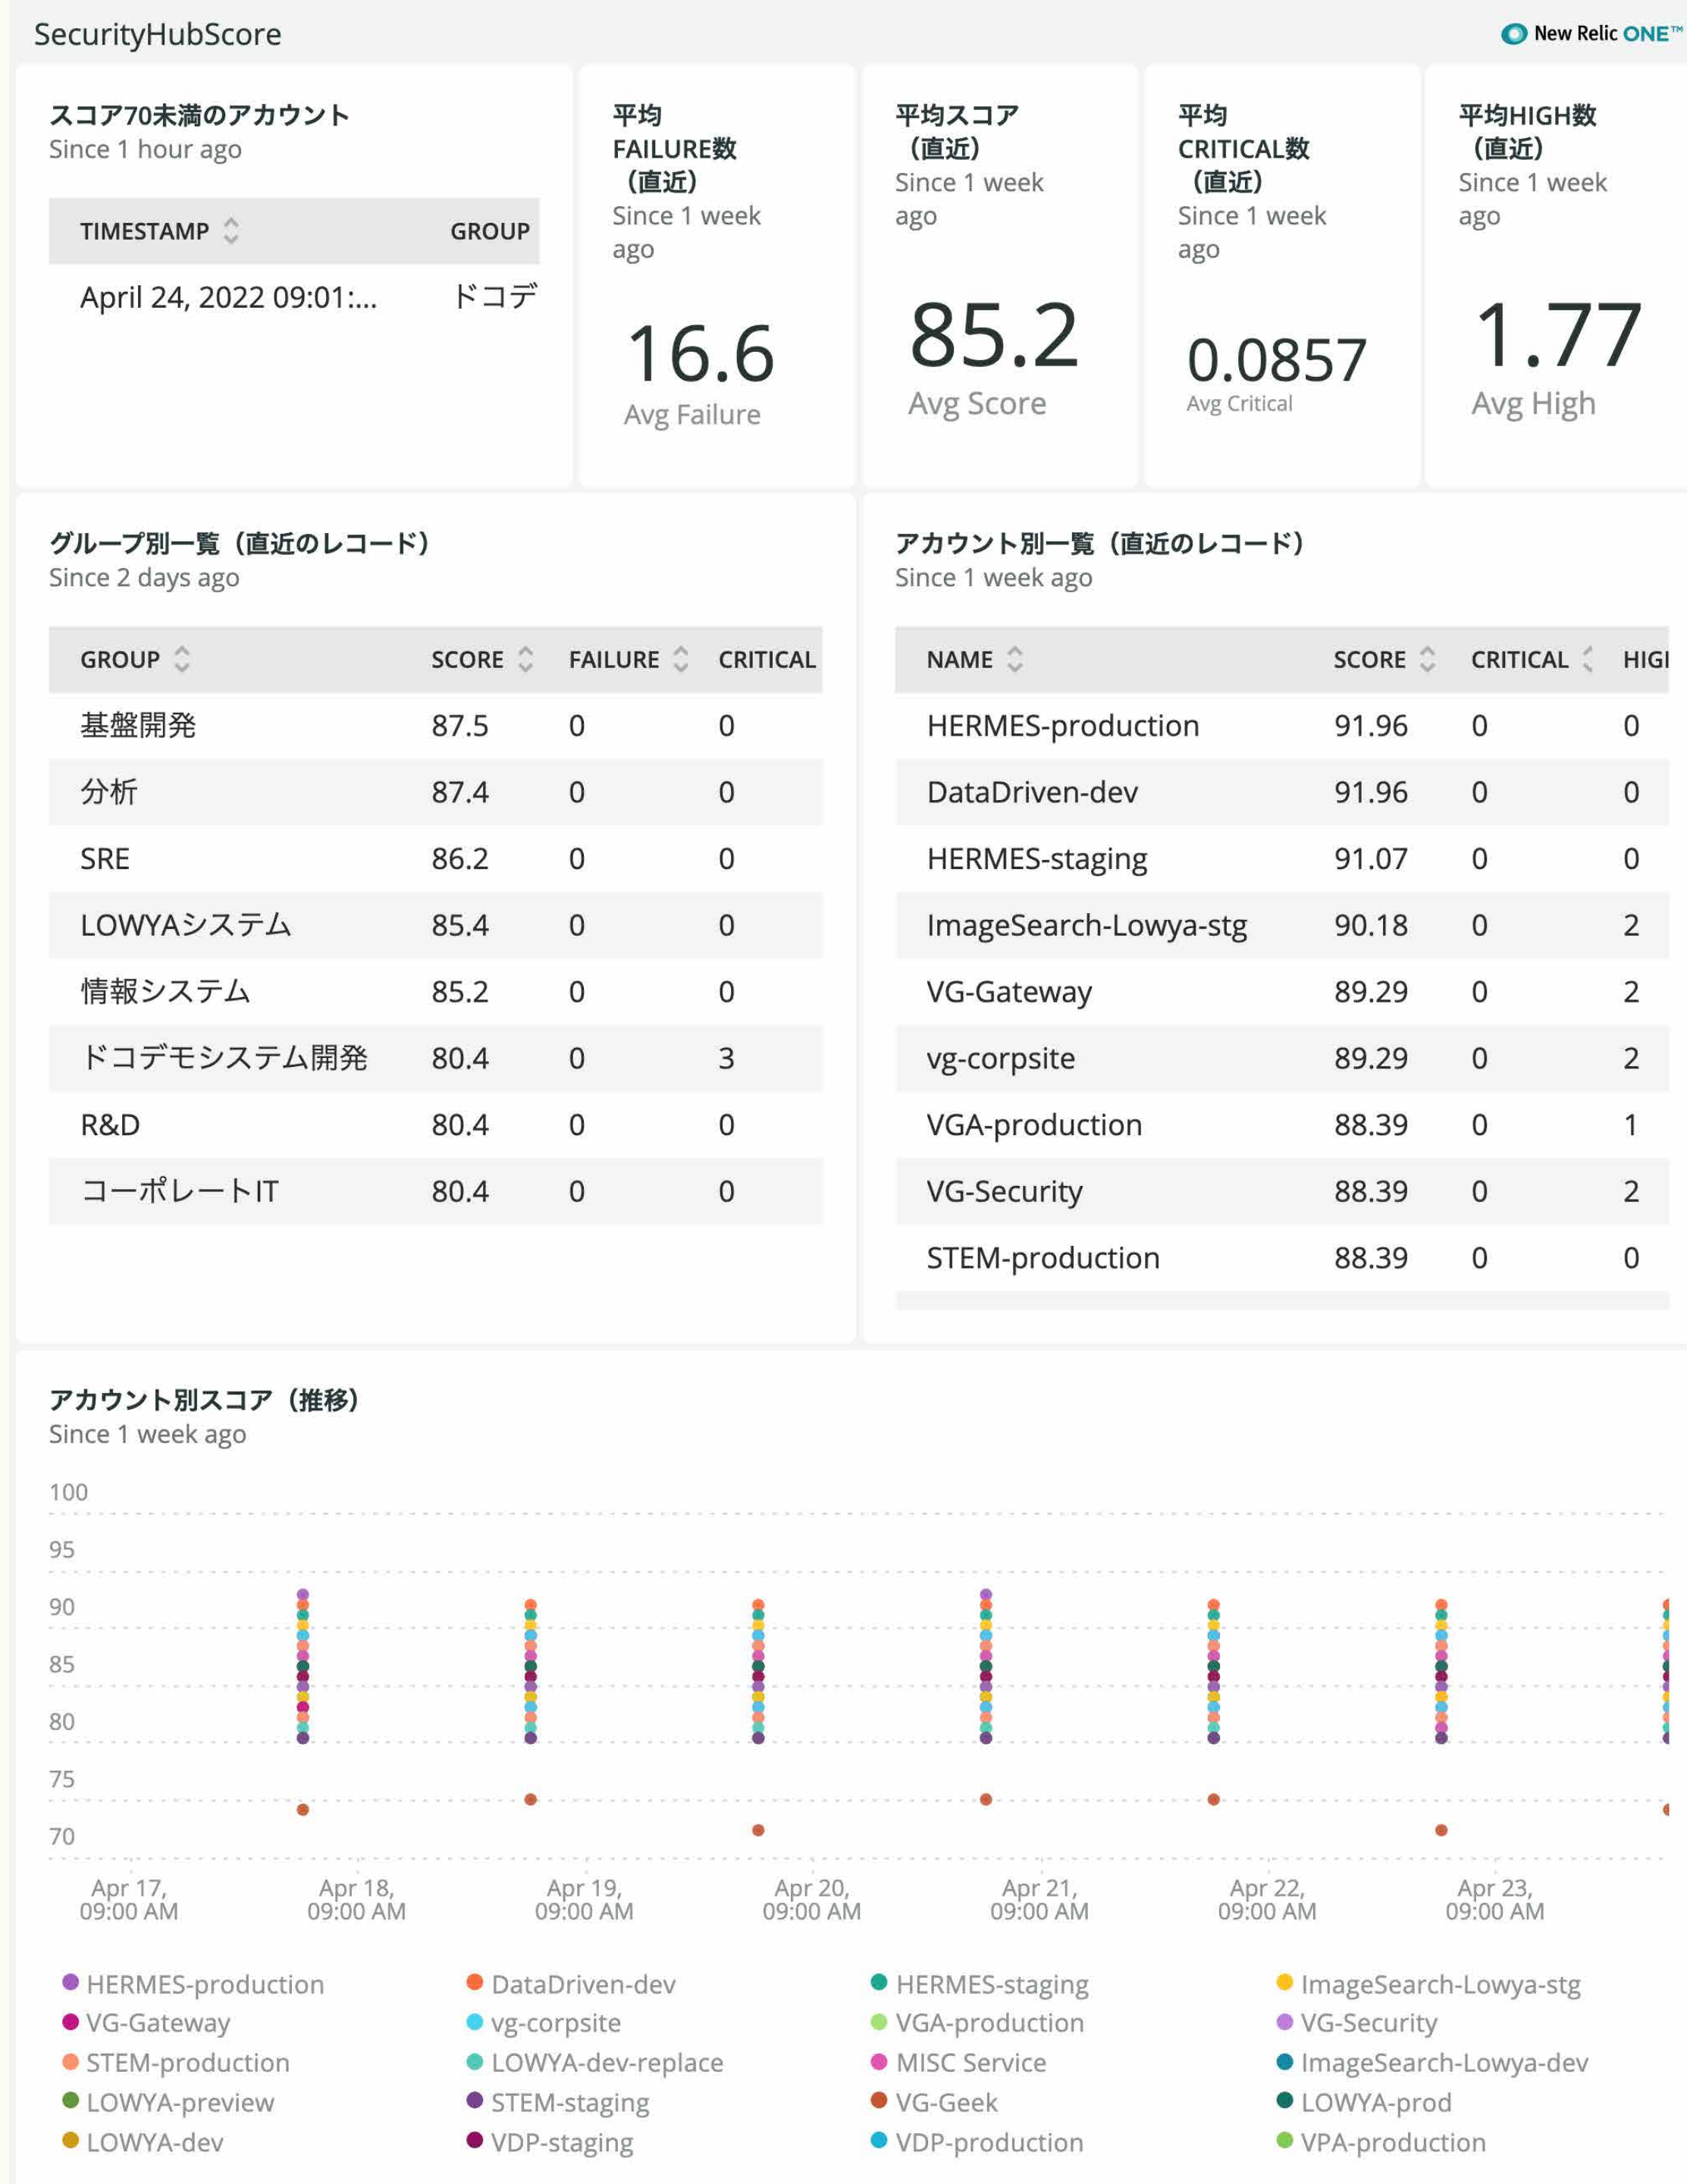 SecurityHubScore
New Relic ONE™
スコア70未満のアカウント
Since 1 hour ago
TIMESTAMP GROUP
April 24, 2022 09:01:... ドコデ
平均
FAILURE数
（直近）
Since 1 week
ago
16.6
Avg Failure
平均スコア
（直近）
Since 1 week
ago
85.2
Avg Score
平均
CRITICAL数
（直近）
Since 1 week
ago
0.0857
Avg Critical
平均HIGH数
（直近）
Since 1 week
ago
1.77
Avg High
グループ別一覧（直近のレコード）
Since 2 days ago
GROUP SCORE FAILURE CRITICAL
基盤開発 87.5 0 0
分析 87.4 0 0
SRE 86.2 0 0
LOWYAシステム 85.4 0 0
情報システム 85.2 0 0
ドコデモシステム開発 80.4 0 3
R&D 80.4 0 0
コーポレートIT 80.4 0 0
アカウント別一覧（直近のレコード）
Since 1 week ago
NAME SCORE CRITICAL HIGH
HERMES-production 91.96 0 0
DataDriven-dev 91.96 0 0
HERMES-staging 91.07 0 0
ImageSearch-Lowya-stg 90.18 0 2
VG-Gateway 89.29 0 2
vg-corpsite 89.29 0 2
VGA-production 88.39 0 1
VG-Security 88.39 0 2
STEM-production 88.39 0 0
アカウント別スコア（推移）
Since 1 week ago
100
95
90
85
80
75
70
Apr 17, Apr 18, Apr 19, Apr 20, Apr 21, Apr 22, Apr 23,
09:00 AM 09:00 AM 09:00 AM 09:00 AM 09:00 AM 09:00 AM 09:00 AM
HERMES-production DataDriven-dev HERMES-staging ImageSearch-Lowya-stg
VG-Gateway vg-corpsite VGA-production VG-Security
STEM-production LOWYA-dev-replace MISC Service ImageSearch-Lowya-dev
LOWYA-preview STEM-staging VG-Geek LOWYA-prod
LOWYA-dev VDP-staging VDP-production VPA-production